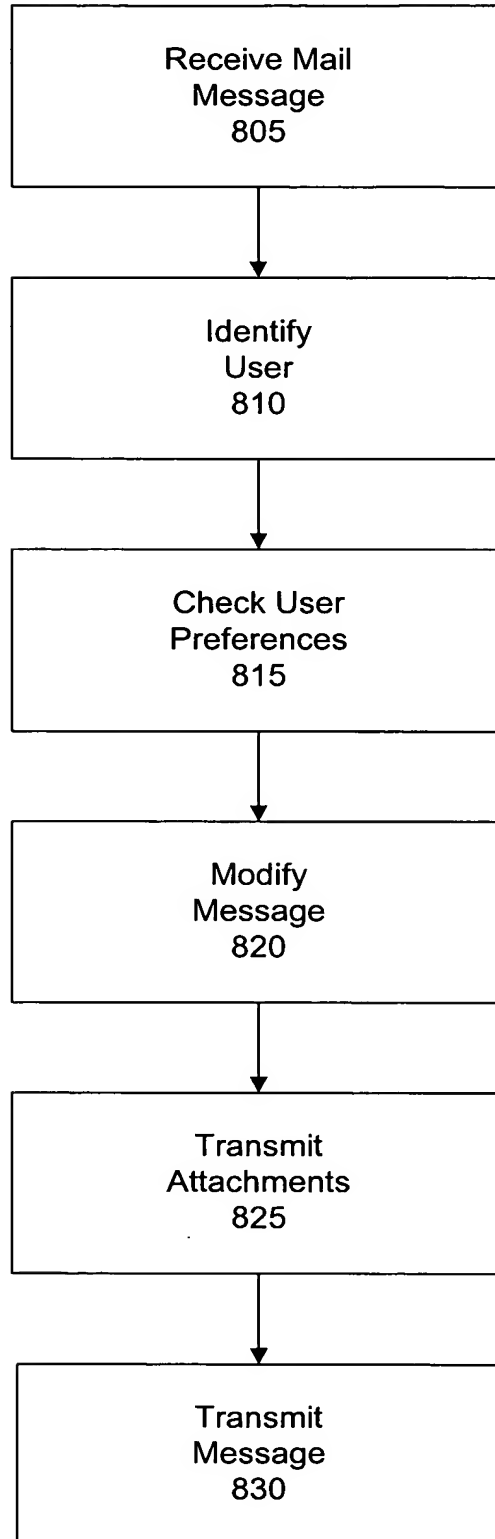 Receive Mail
Message
805
Identify
User
810
Check User
Preferences
815
Modify
Message
820
Transmit
Attachments
825
Transmit
Message
830